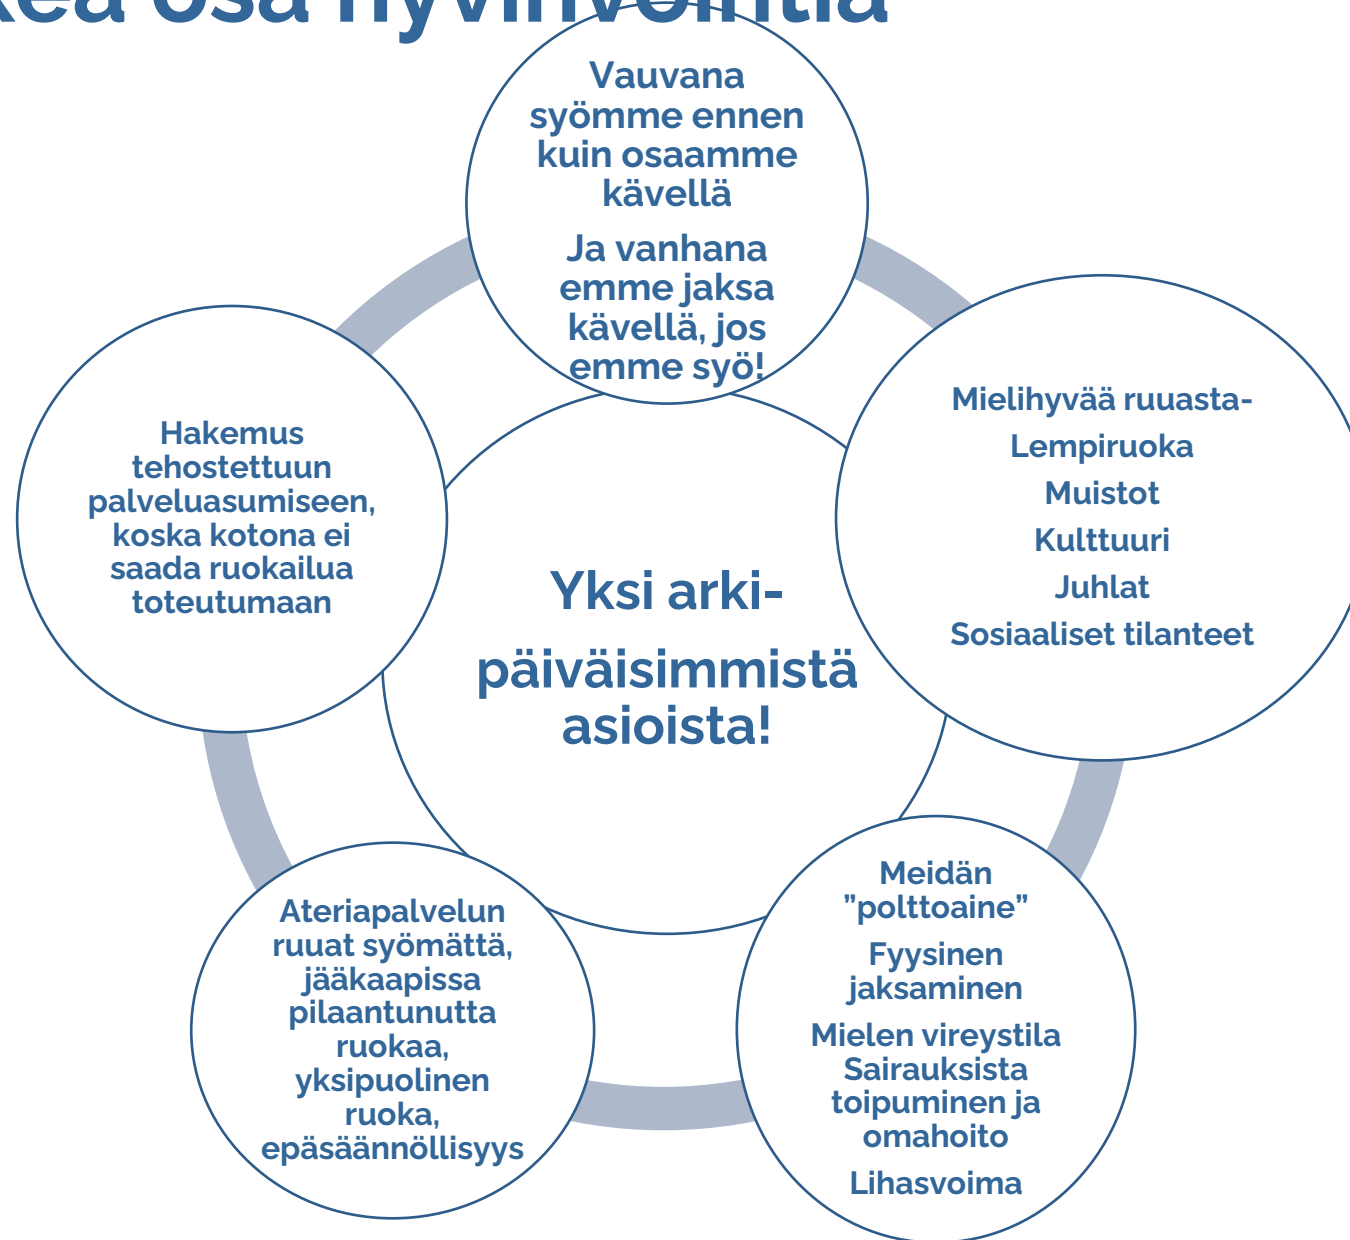 osa hyvinvointia
Vauvana
syömme ennen
kuin osaamme
kävellä
Ja vanhana
emme jaksa
kävellä, jos
emme syö!
Mielihyvää ruuasta-
Lempiruoka
Muistot
Kulttuuri
Juhlat
Sosiaaliset tilanteet
Meidän
”polttoaine”
Fyysinen
jaksaminen
Mielen vireystila
Sairauksista
toipuminen ja
omahoito
Lihasvoima
Ateriapalvelun
ruuat syömättä,
jääkaapissa
pilaantunutta
ruokaa,
yksipuolinen
ruoka,
epäsäännöllisyys
Hakemus
tehostettuun
palveluasumiseen,
koska kotona ei
saada ruokailua
toteutumaan
Yksi arki-
päiväisimmistä
asioista!